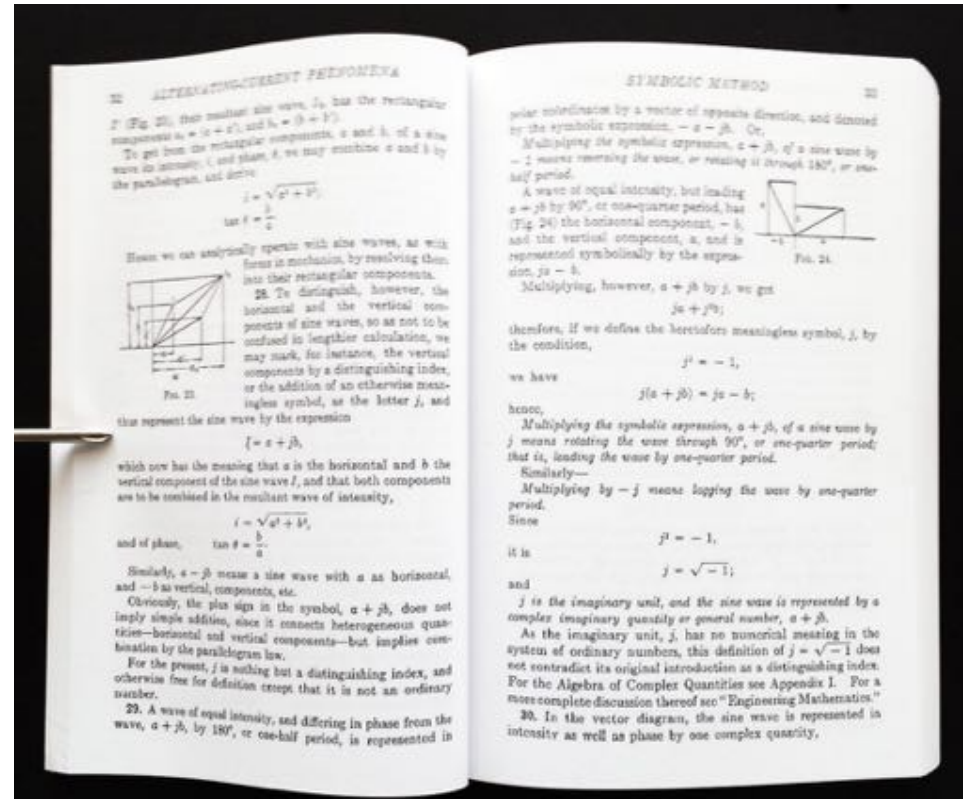 32 ALTERNATING-CURRENT PHENOMENA
I' (Fig. 23), their resultant sine wave, I₀, has the rectangular
components a₀ = (a + a'), and b₀ = (b + b').
To get from the rectangular components, a and b, of a sine
wave its intensity, i, and phase, θ, we may combine a and b by
the parallelogram, and derive
i = √a² + b²;
tan θ = b/a.
Hence we can analytically operate with sine waves, as with
forces in mechanics, by resolving them
into their rectangular components.
28. To distinguish, however, the
horizontal and the vertical com-
ponents of sine waves, so as not to be
confused in lengthier calculation, we
may mark, for instance, the vertical
components by a distinguishing index,
or the addition of an otherwise mean-
ingless symbol, as the letter j, and
FIG. 23.
thus represent the sine wave by the expression
I = a + jb,
which now has the meaning that a is the horizontal and b the
vertical component of the sine wave I, and that both components
are to be combined in the resultant wave of intensity,
i = √a² + b²,
and of phase, tan θ = b/a.
Similarly, a − jb means a sine wave with a as horizontal,
and −b as vertical, components, etc.
Obviously, the plus sign in the symbol, a + jb, does not
imply simple addition, since it connects heterogeneous quan-
tities—horizontal and vertical components—but implies com-
bination by the parallelogram law.
For the present, j is nothing but a distinguishing index, and
otherwise free for definition except that it is not an ordinary
number.
29. A wave of equal intensity, and differing in phase from the
wave, a + jb, by 180°, or one-half period, is represented in
SYMBOLIC METHOD 33
polar coördinates by a vector of opposite direction, and denoted
by the symbolic expression, − a − jb. Or,
Multiplying the symbolic expression, a + jb, of a sine wave by
− 1 means reversing the wave, or rotating it through 180°, or one-
half period.
A wave of equal intensity, but leading
a + jb by 90°, or one-quarter period, has
(Fig. 24) the horizontal component, − b,
and the vertical component, a, and is
represented symbolically by the expres-
sion, ja − b.
FIG. 24.
Multiplying, however, a + jb by j, we get
ja + j²b;
therefore, if we define the heretofore meaningless symbol, j, by
the condition,
j² = − 1,
we have
j(a + jb) = ja − b;
hence,
Multiplying the symbolic expression, a + jb, of a sine wave by
j means rotating the wave through 90°, or one-quarter period;
that is, leading the wave by one-quarter period.
Similarly—
Multiplying by − j means lagging the wave by one-quarter
period.
Since
j² = − 1,
it is
j = √−1;
and
j is the imaginary unit, and the sine wave is represented by a
complex imaginary quantity or general number, a + jb.
As the imaginary unit, j, has no numerical meaning in the
system of ordinary numbers, this definition of j = √−1 does
not contradict its original introduction as a distinguishing index.
For the Algebra of Complex Quantities see Appendix I. For a
more complete discussion thereof see "Engineering Mathematics."
30. In the vector diagram, the sine wave is represented in
intensity as well as phase by one complex quantity,